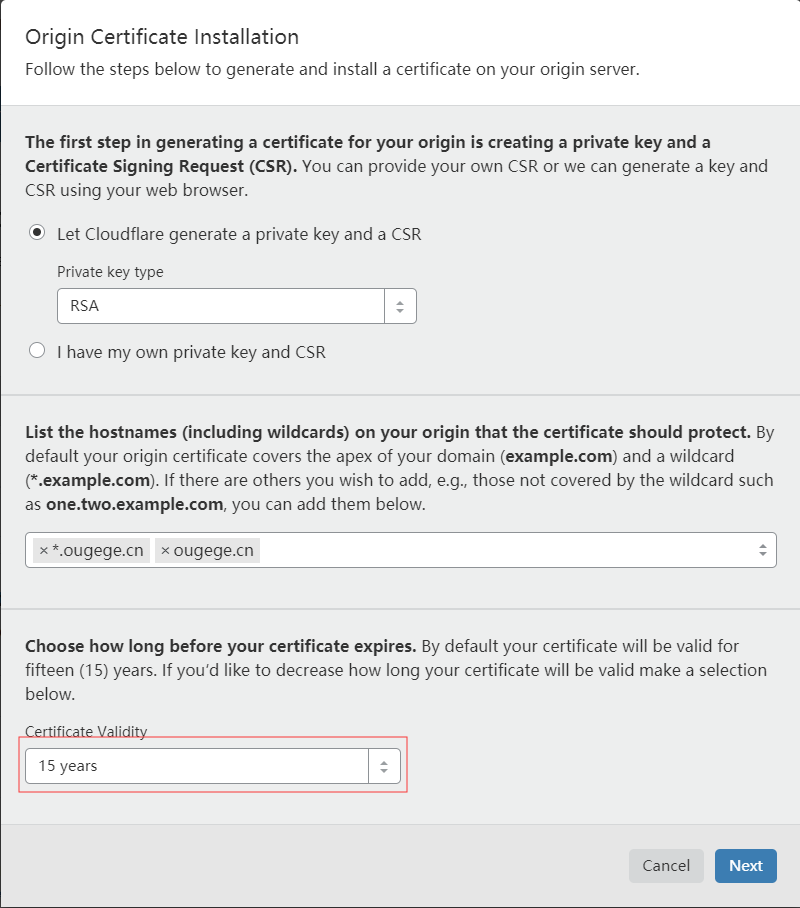 Origin Certificate Installation
Follow the steps below to generate and install a certificate on your origin server.
The first step in generating a certificate for your origin is creating a private key and a
Certificate Signing Request (CSR). You can provide your own CSR or we can generate a key and
CSR using your web browser.
Let Cloudflare generate a private key and a CSR
Private key type
RSA
I have my own private key and CSR
List the hostnames (including wildcards) on your origin that the certificate should protect. By
default your origin certificate covers the apex of your domain (example.com) and a wildcard
(*.example.com). If there are others you wish to add, e.g., those not covered by the wildcard such
as one.two.example.com, you can add them below.
×*.ougege.cn × ougege.cn
Choose how long before your certificate expires. By default your certificate will be valid for
fifteen (15) years. If you’d like to decrease how long your certificate will be valid make a selection
below.
Certificate Validity
15 years
Cancel Next